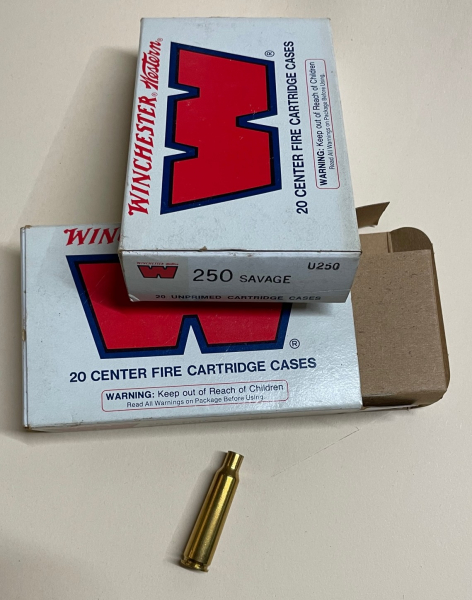 WINCHESTER® Western®
W®
20 CENTER FIRE CARTRIDGE CASES
WARNING: Keep out of Reach of Children
Read All Warnings on Package Before Using.
WINCHESTER Western
W
250 SAVAGE
U250
20 UNPRIMED CARTRIDGE CASES
WIN
W®
20 CENTER FIRE CARTRIDGE CASES
WARNING: Keep out of Reach of Children
Read All Warnings on Package Before Using.